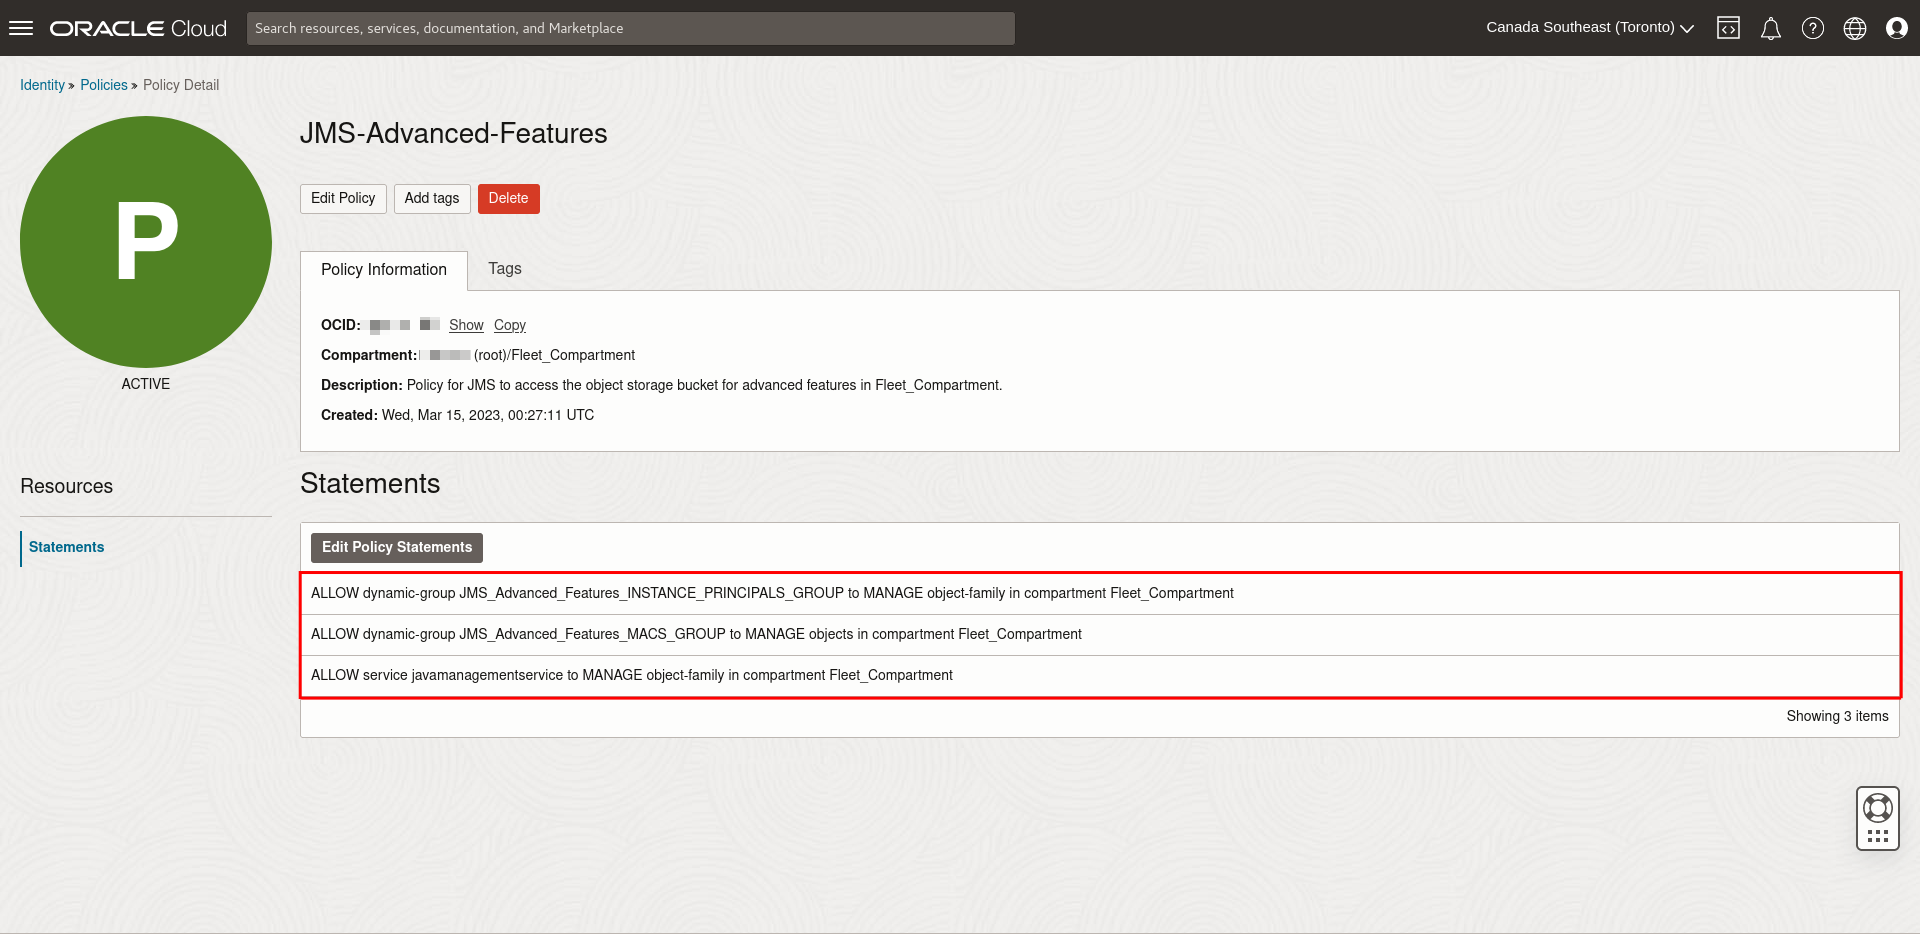 ORACLE Cloud
Search resources, services, documentation, and Marketplace
Canada Southeast (Toronto)
Identity » Policies » Policy Detail
P
ACTIVE
JMS-Advanced-Features
Edit Policy Add tags Delete
Policy Information Tags
OCID: Show Copy
Compartment: (root)/Fleet_Compartment
Description: Policy for JMS to access the object storage bucket for advanced features in Fleet_Compartment.
Created: Wed, Mar 15, 2023, 00:27:11 UTC
Resources
Statements
Statements
Edit Policy Statements
ALLOW dynamic-group JMS_Advanced_Features_INSTANCE_PRINCIPALS_GROUP to MANAGE object-family in compartment Fleet_Compartment
ALLOW dynamic-group JMS_Advanced_Features_MACS_GROUP to MANAGE objects in compartment Fleet_Compartment
ALLOW service javamanagementservice to MANAGE object-family in compartment Fleet_Compartment
Showing 3 items